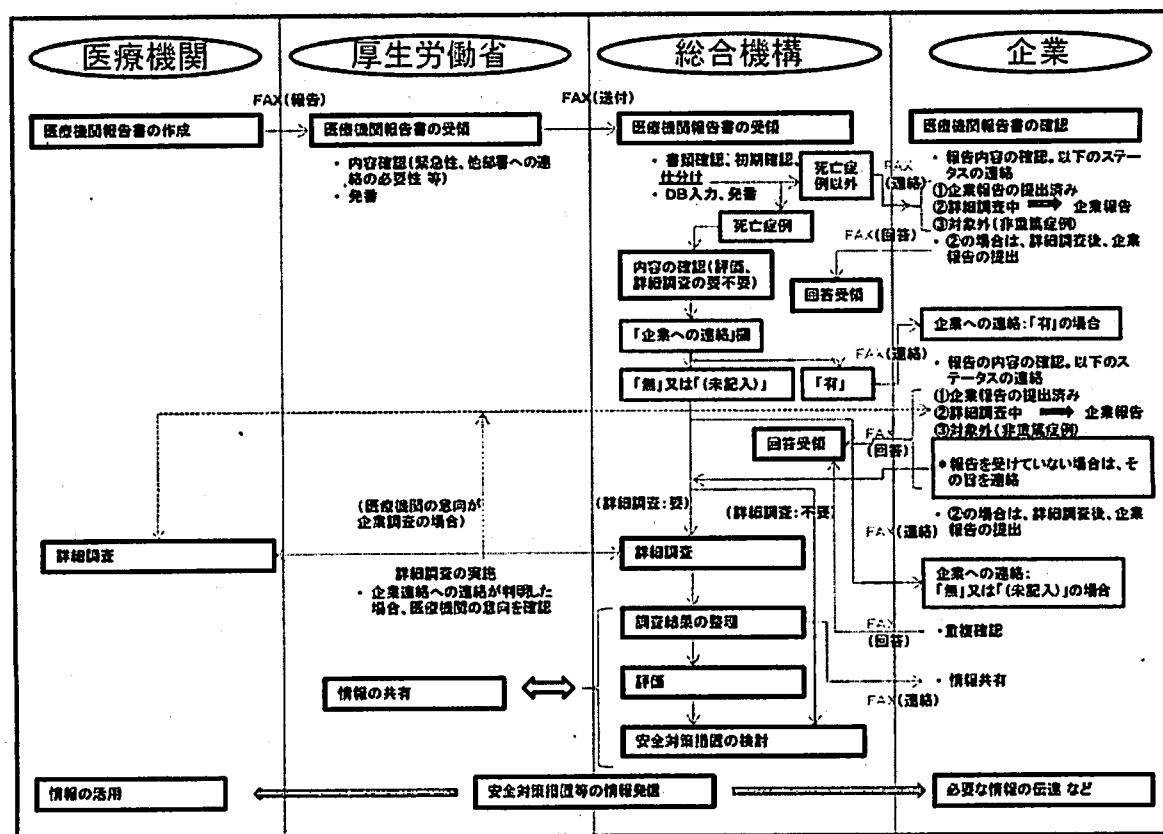 医療機関
厚生労働省
総合機構
企業
FAX(報告)
FAX(送付)
医療機関報告書の作成
医療機関報告書の受領
・ 内容確認(緊急性、他部署への連
絡の必要性 等)
・ 発番
医療機関報告書の受領
・ 書類確認、初期確認、
仕分け
・ DB入力、発番
死亡症
例以外
死亡症例
内容の確認(評価、
詳細調査の要不要)
「企業への連絡」欄
「無」又は「(未記入)」
「有」
医療機関報告書の確認
FAX
(連絡)
・ 報告内容の確認。以下のステ
ータスの連絡
①企業報告の提出済み
②詳細調査中 企業報告
③対象外(非重篤症例)
・ ②の場合は、詳細調査後、企業
報告の提出
FAX(回答)
回答受領
企業への連絡:「有」の場合
FAX(連絡)
・ 報告の内容の確認。以下のス
テータスの連絡
①企業報告の提出済み
②詳細調査中 企業報告
③対象外(非重篤症例)
FAX
(回答)
回答受領
* 報告を受けていない場合は、そ
の旨を連絡
・ ②の場合は、詳細調査後、企業
報告の提出
FAX(連絡)
(医療機関の意向が
企業調査の場合)
(詳細調査:要)
(詳細調査:不要)
詳細調査
詳細調査
詳細調査の実施
・ 企業連絡への連絡が判明した
場合、医療機関の意向を確認
企業への連絡:
「無」又は「(未記入)」の場合
調査結果の整理
FAX
(回答)
・重複確認
情報の共有
評価
・ 情報共有
FAX(連絡)
安全対策措置の検討
情報の活用
安全対策措置等の情報発信
必要な情報の伝達 など